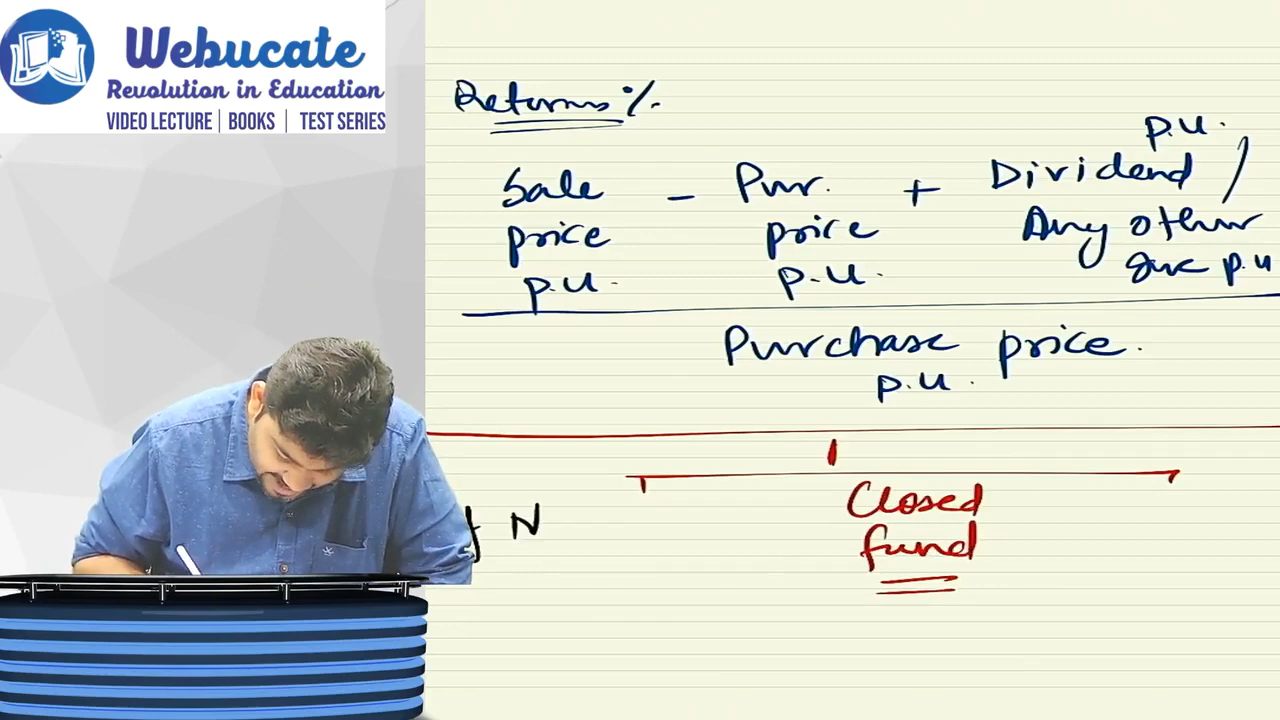 Webucate
Revolution in Education
VIDEO LECTURE | BOOKS | TEST SERIES
Returns %.
Sale price p.u. - Pur. price p.u. + Dividend p.u. / Any other p.u
Purchase price.
p.u.
Closed
fund
N